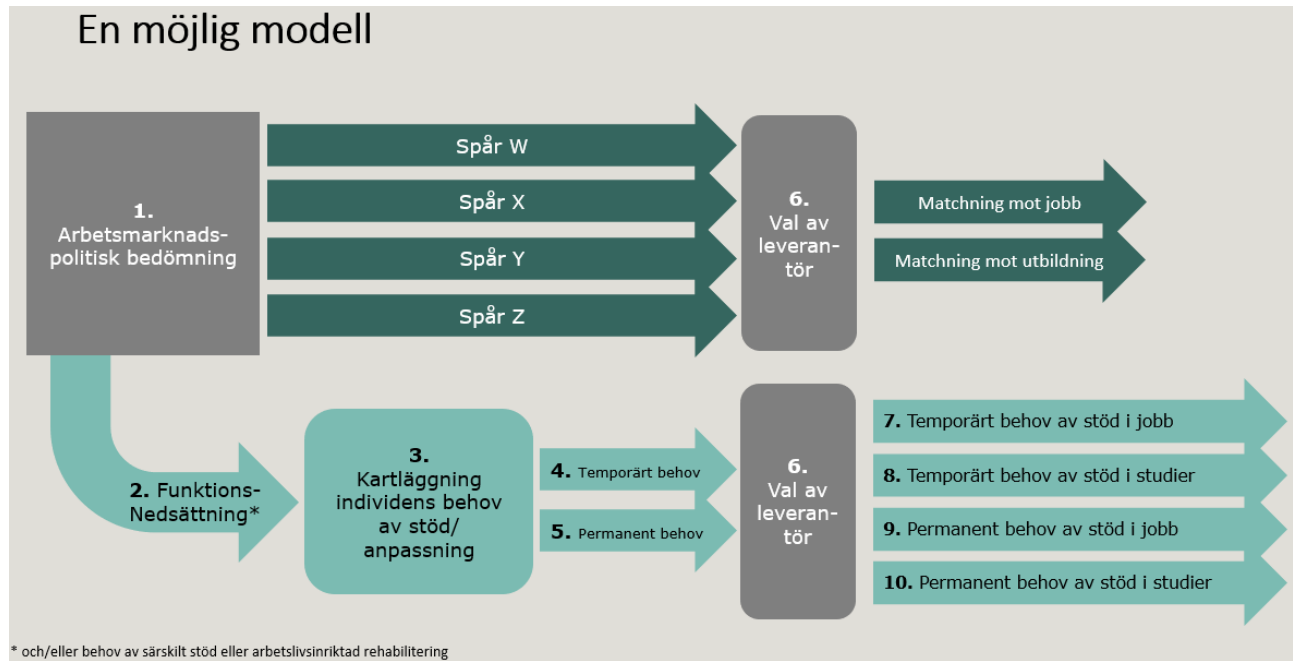 En möjlig modell
1.
Arbetsmarknads-
politisk bedömning
Spår W
Spår X
Spår Y
Spår Z
6.
Val av
leveran-
tör
Matchning mot jobb
Matchning mot utbildning
2. Funktions-
Nedsättning*
3.
Kartläggning
individens behov
av stöd/
anpassning
4. Temporärt behov
5. Permanent behov
6.
Val av
leveran-
tör
7. Temporärt behov av stöd i jobb
8. Temporärt behov av stöd i studier
9. Permanent behov av stöd i jobb
10. Permanent behov av stöd i studier
* och/eller behov av särskilt stöd eller arbetslivsinriktad rehabilitering